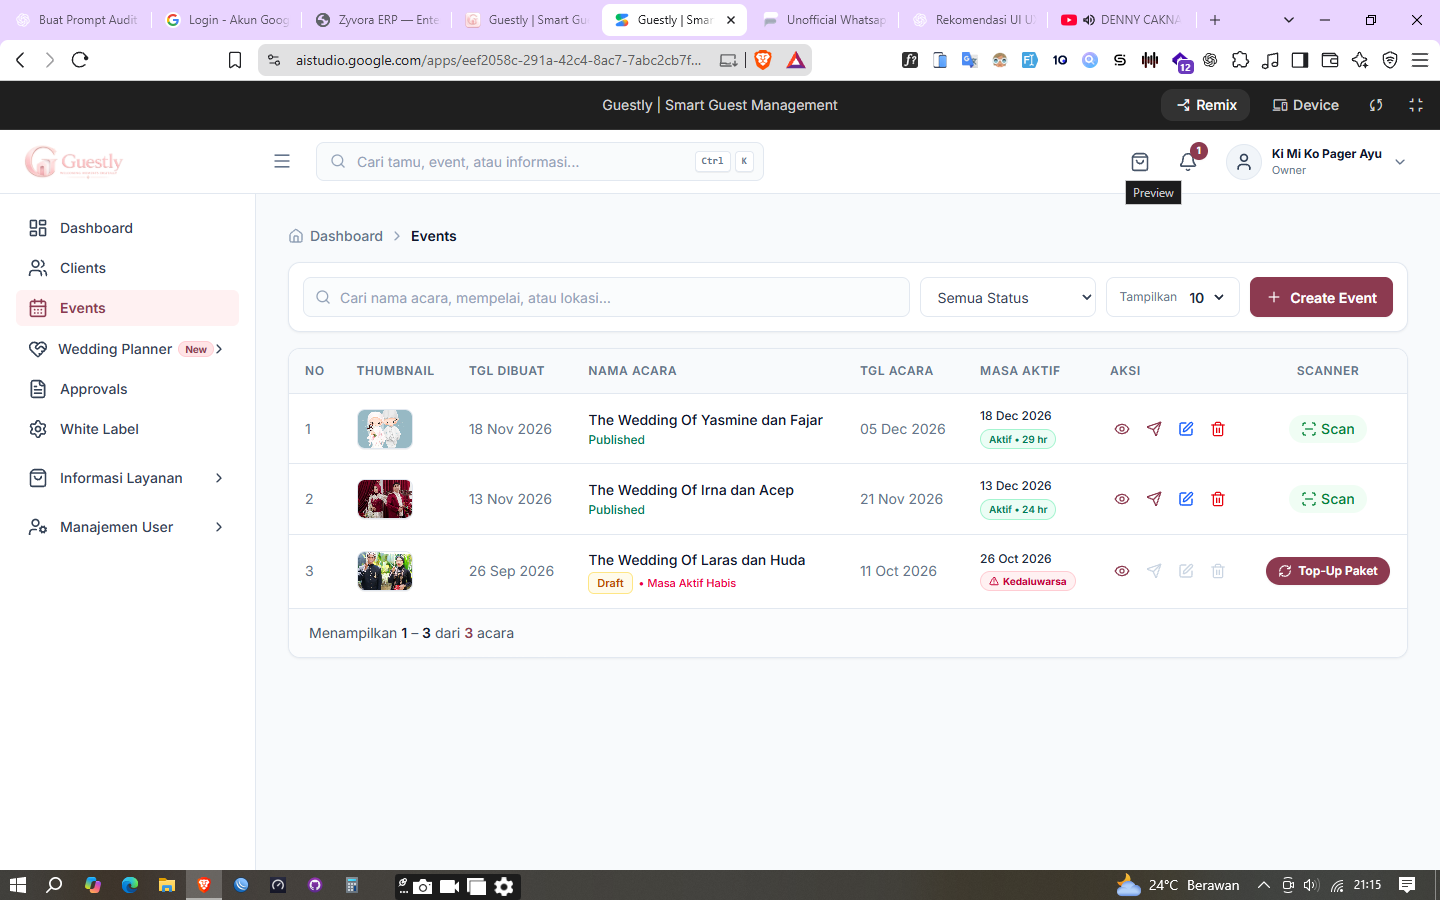 Buat Prompt Audit
Login - Akun Goog
Zyvora ERP — Ente
Guestly | Smart Gu
Guestly | Smar
Unofficial Whatsap
Rekomendasi UI U
DENNY CAKNA
aistudio.google.com/apps/eef2058c-291a-42c4-8ac7-7abc2cb7f...
12
Guestly | Smart Guest Management
Remix
Device
Guestly
Cari tamu, event, atau informasi...
Ctrl
K
1
Ki Mi Ko Pager Ayu
Owner
Preview
Dashboard
Clients
Events
Wedding Planner
New
Approvals
White Label
Informasi Layanan
Manajemen User
Dashboard > Events
Cari nama acara, mempelai, atau lokasi...
Semua Status
Tampilkan 10
+ Create Event
NO THUMBNAIL TGL DIBUAT NAMA ACARA TGL ACARA MASA AKTIF AKSI SCANNER
1 18 Nov 2026 The Wedding Of Yasmine dan Fajar 05 Dec 2026 18 Dec 2026 Scan
Published Aktif • 29 hr
2 13 Nov 2026 The Wedding Of Irna dan Acep 21 Nov 2026 13 Dec 2026 Scan
Published Aktif • 24 hr
3 26 Sep 2026 The Wedding Of Laras dan Huda 11 Oct 2026 26 Oct 2026 Top-Up Paket
Draft • Masa Aktif Habis Kedaluwarsa
Menampilkan 1 – 3 dari 3 acara
24°C Berawan
21:15